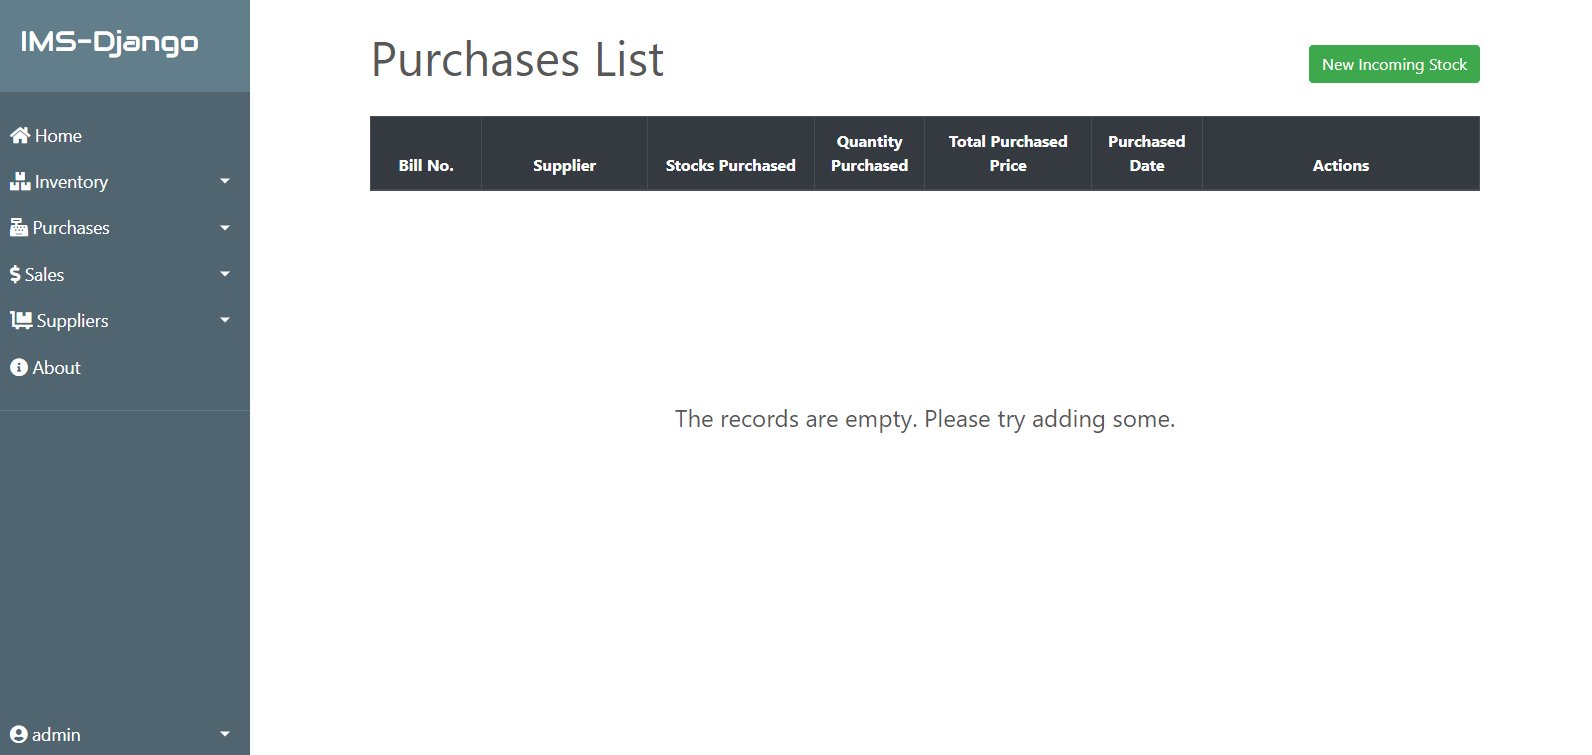 IMS-Django
Home
Inventory
Purchases
Sales
Suppliers
About
admin
Purchases List
New Incoming Stock
Bill No.
Supplier
Stocks Purchased
Quantity
Purchased
Total Purchased
Price
Purchased
Date
Actions
The records are empty. Please try adding some.